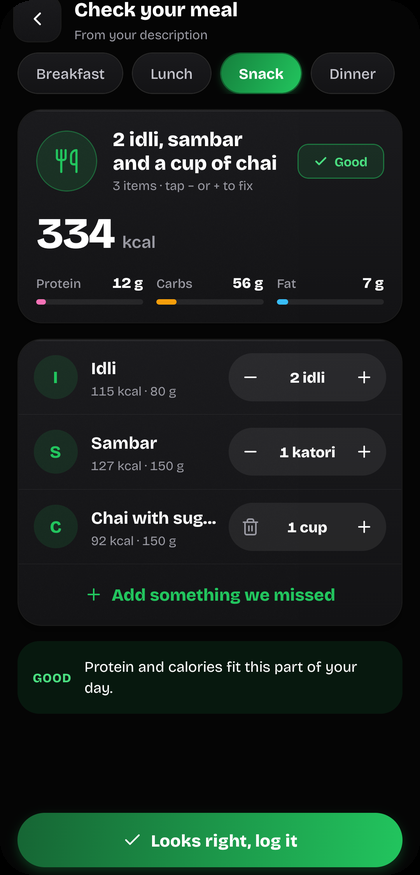 Check your meal
From your description
Breakfast
Lunch
Snack
Dinner
2 idli, sambar
and a cup of chai
3 items · tap – or + to fix
Good
334 kcal
Protein 12 g
Carbs 56 g
Fat 7 g
I
Idli
115 kcal · 80 g
− 2 idli +
S
Sambar
127 kcal · 150 g
− 1 katori +
C
Chai with sug...
92 kcal · 150 g
1 cup +
+ Add something we missed
GOOD
Protein and calories fit this part of your
day.
Looks right, log it